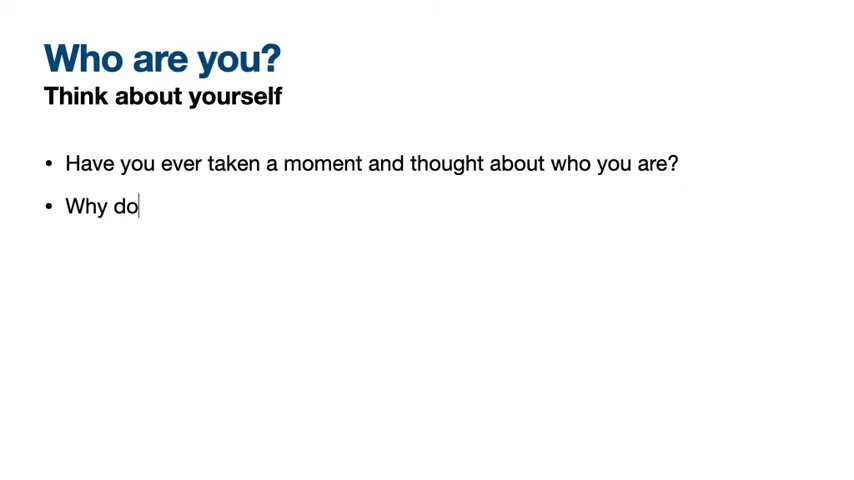 Who are you?
Think about yourself
• Have you ever taken a moment and thought about who you are?
• Why do